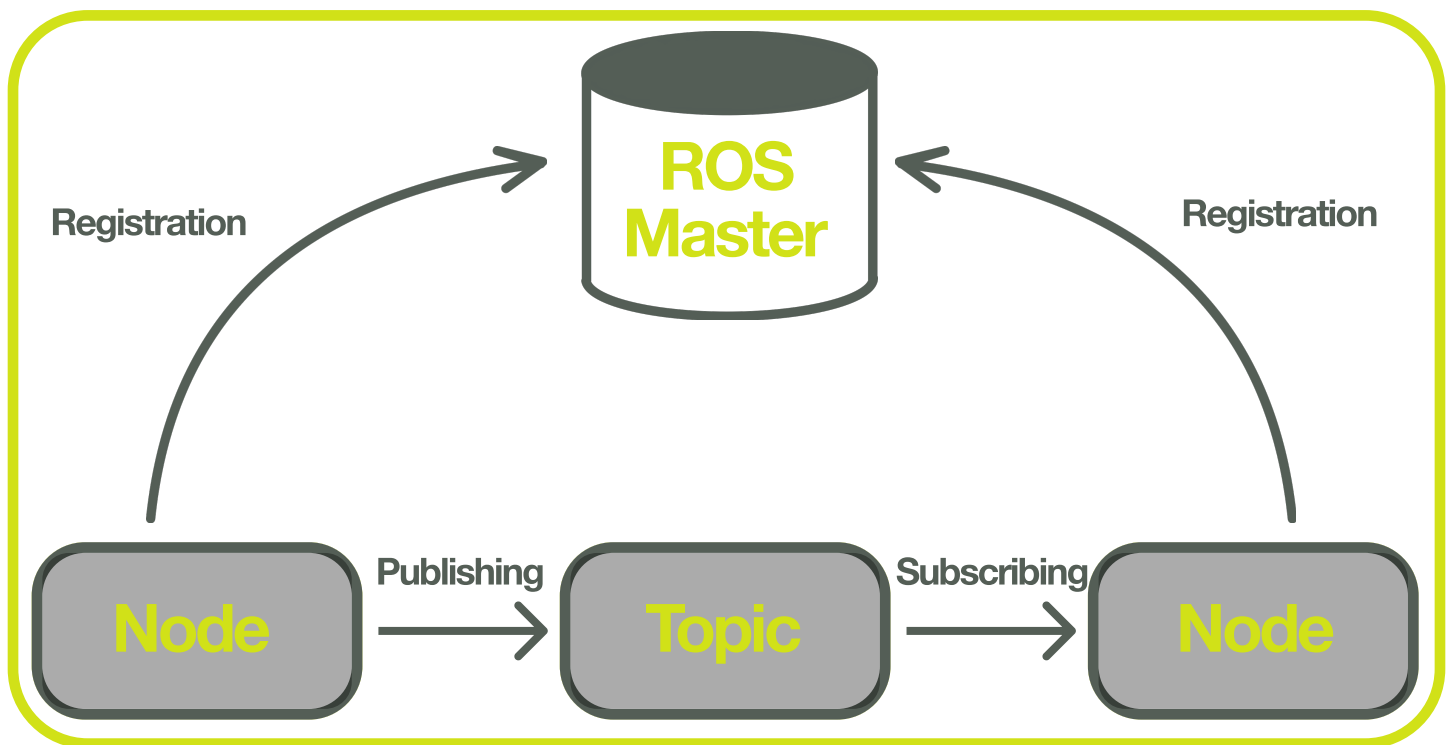 ROS
Master
Registration
Registration
Publishing
Subscribing
Node
Topic
Node